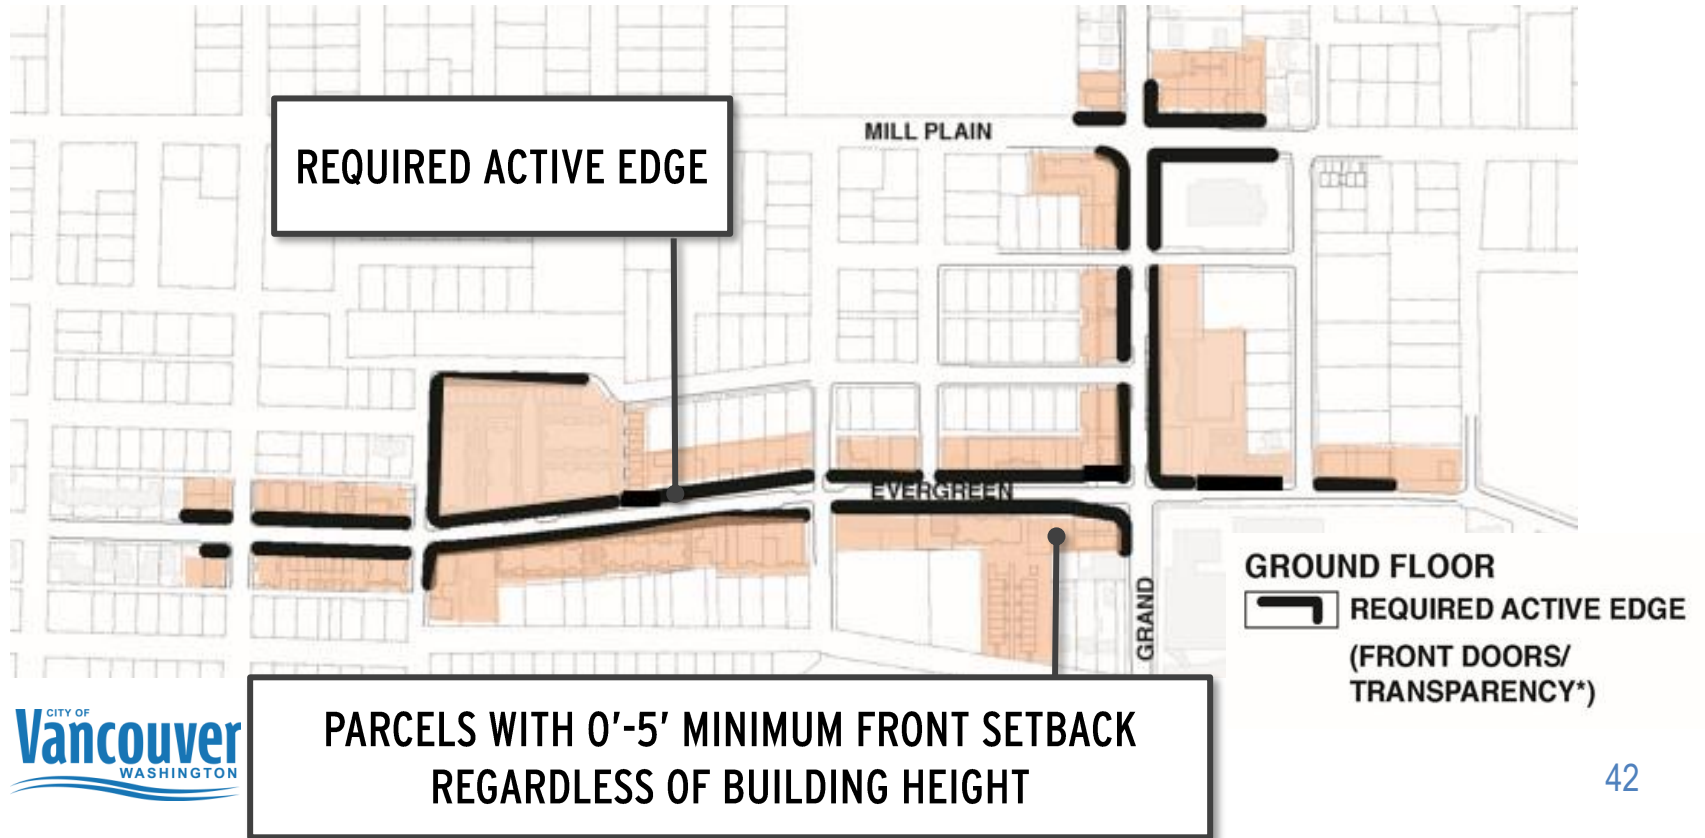 MILL PLAIN
REQUIRED ACTIVE EDGE
EVERGREEN
GRAND
GROUND FLOOR
REQUIRED ACTIVE EDGE
(FRONT DOORS/
TRANSPARENCY*)
PARCELS WITH 0'-5' MINIMUM FRONT SETBACK
REGARDLESS OF BUILDING HEIGHT
CITY OF
Vancouver
WASHINGTON
42